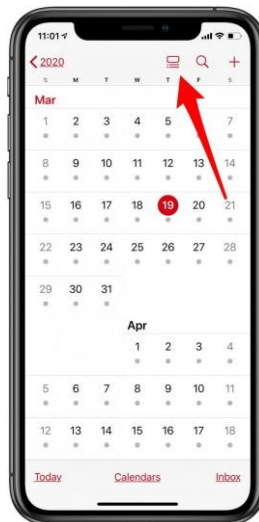 11:01
2020
S M T W T F S
Mar
1 2 3 4 5 7
8 9 10 11 12 13 14
15 16 17 18 19 20 21
22 23 24 25 26 27 28
29 30 31
Apr
1 2 3 4
5 6 7 8 9 10 11
12 13 14 15 16 17 18
Today Calendars Inbox